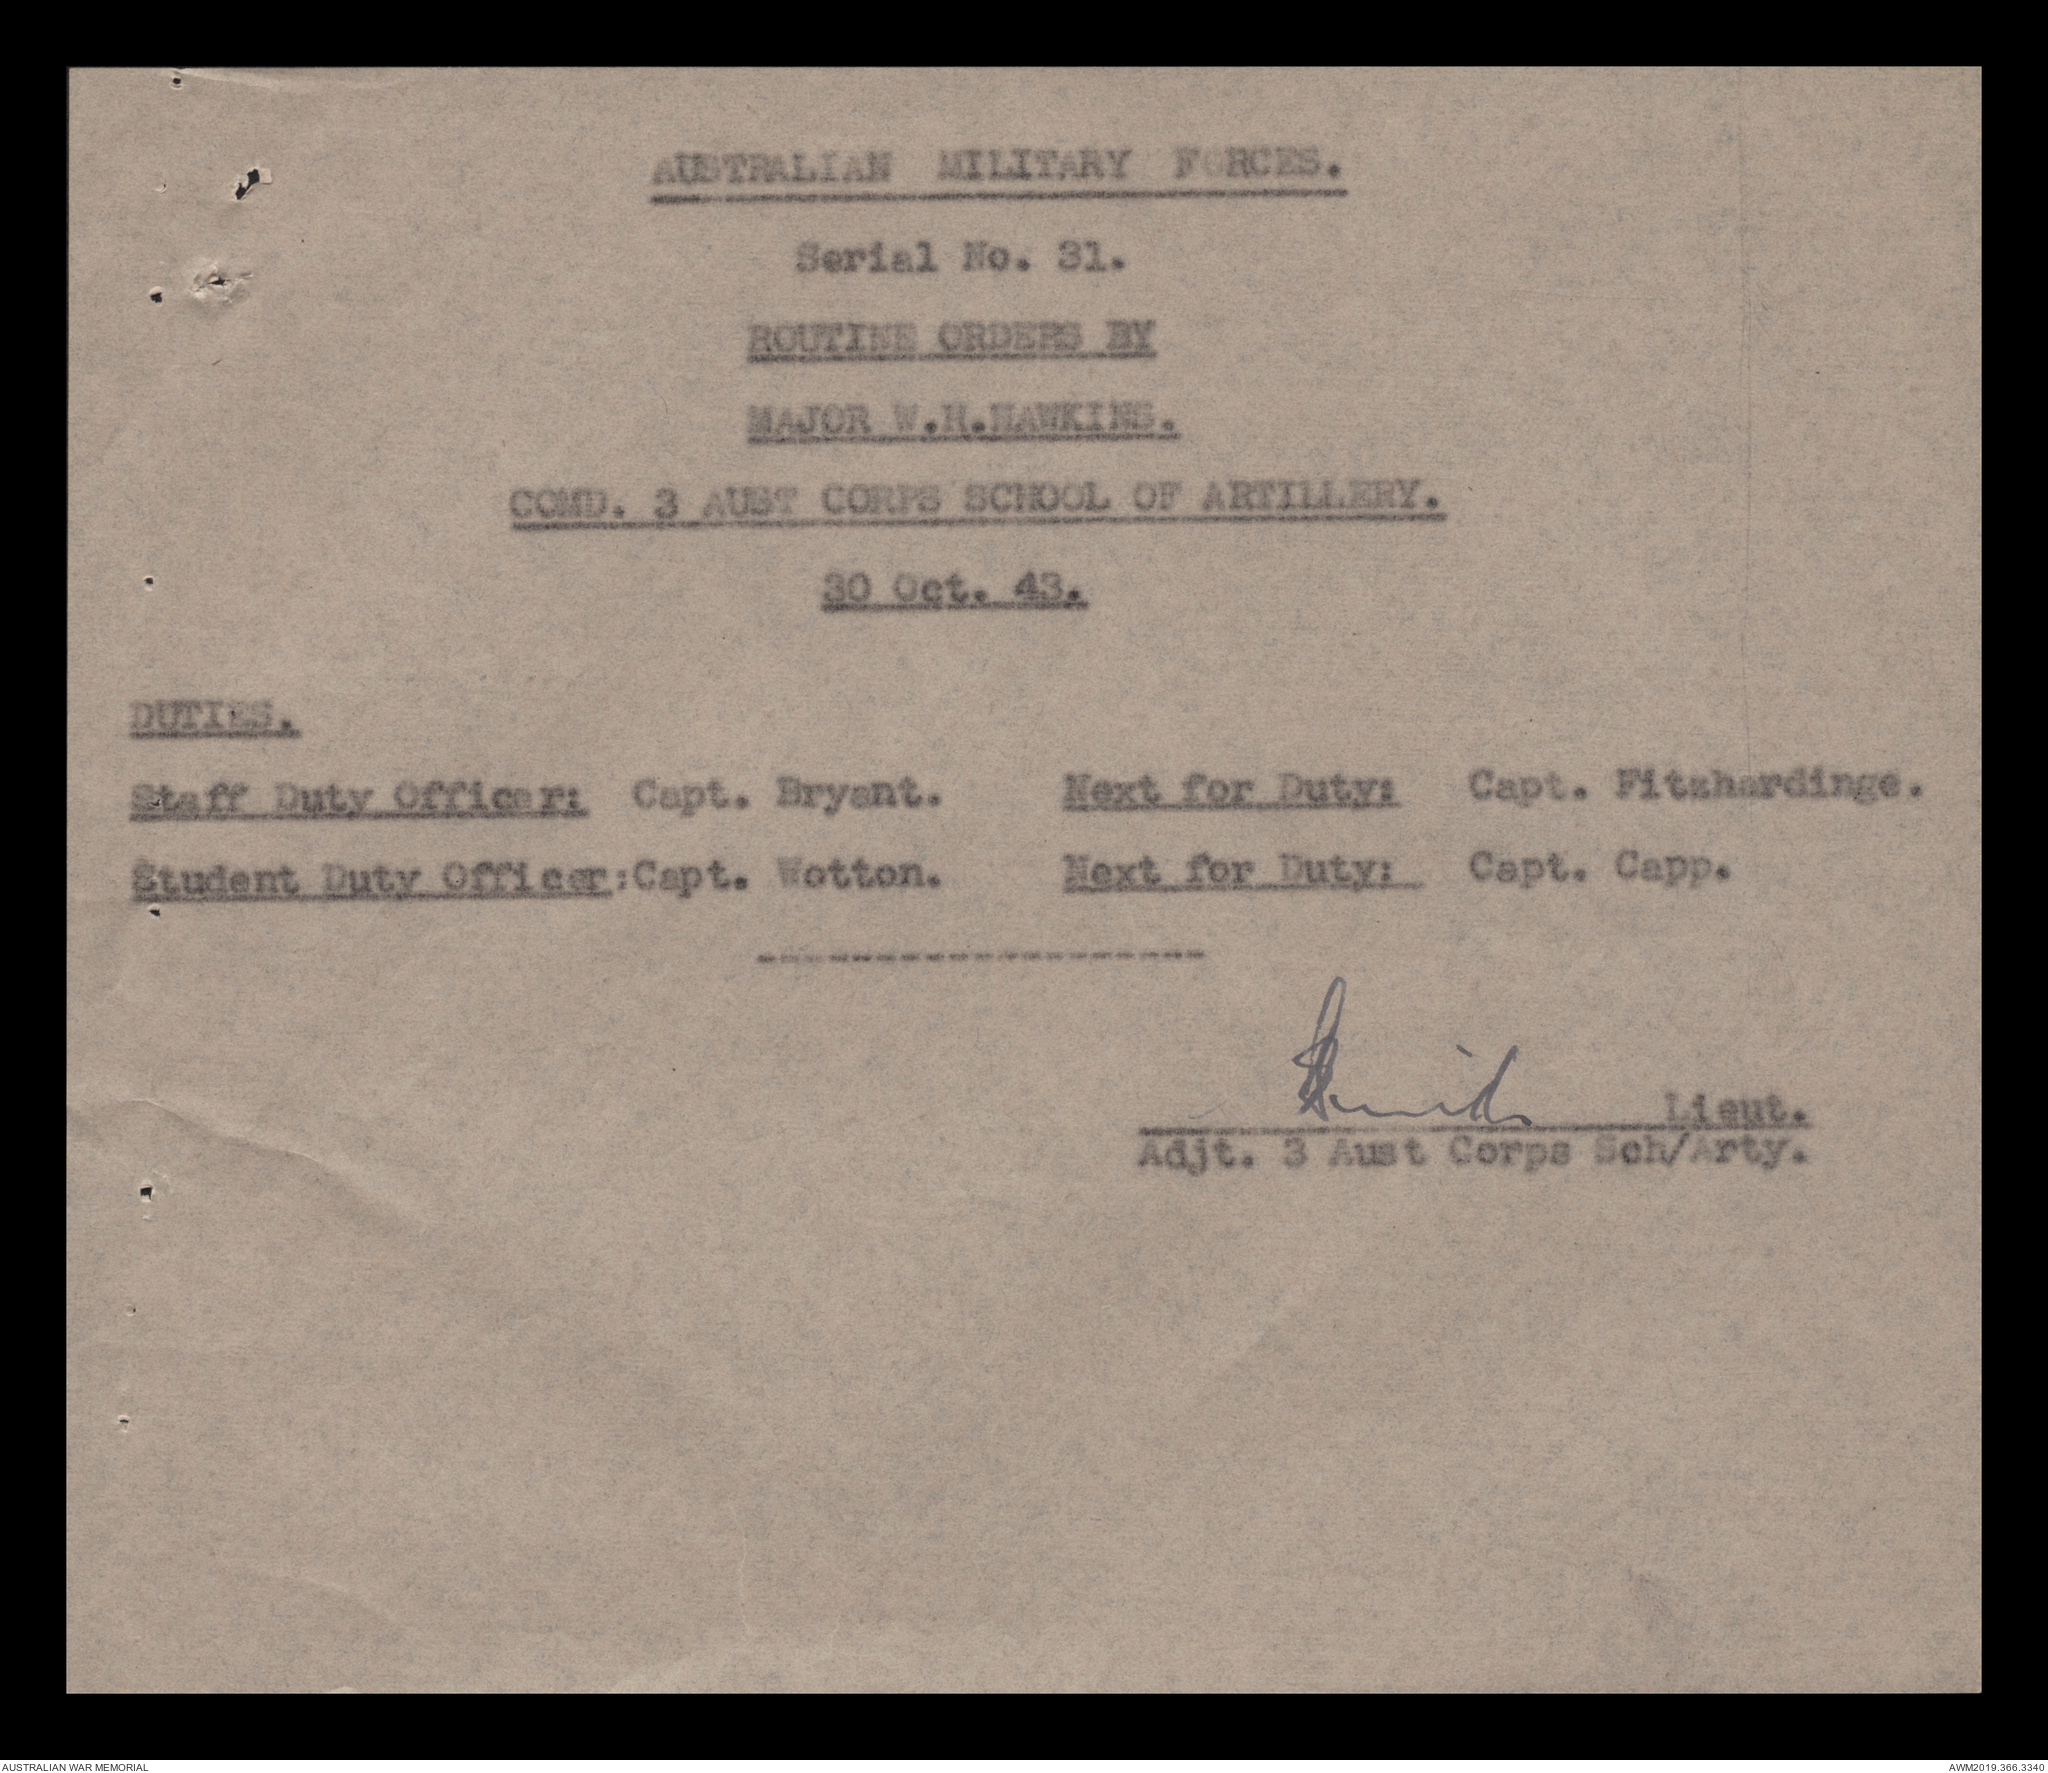 AUSTRALIAN MILITARY FORCES.
Serial No. 31.
ROUTINE ORDERS BY
MAJOR W.H.HAWKINS.
COMD. 3 AUST CORPS SCHOOL OF ARTILLERY.
30 Oct. 43.
DUTIES.
Staff Duty Officer: Capt. Bryant. Next for Duty: Capt. Fitzhardinge.
Student Duty Officer:Capt. Wotton. Next for Duty: Capt. Capp.
--------------------
Lieut.
Adjt. 3 Aust Corps Sch/Arty.
AUSTRALIAN WAR MEMORIAL
AWM2019.366.3340